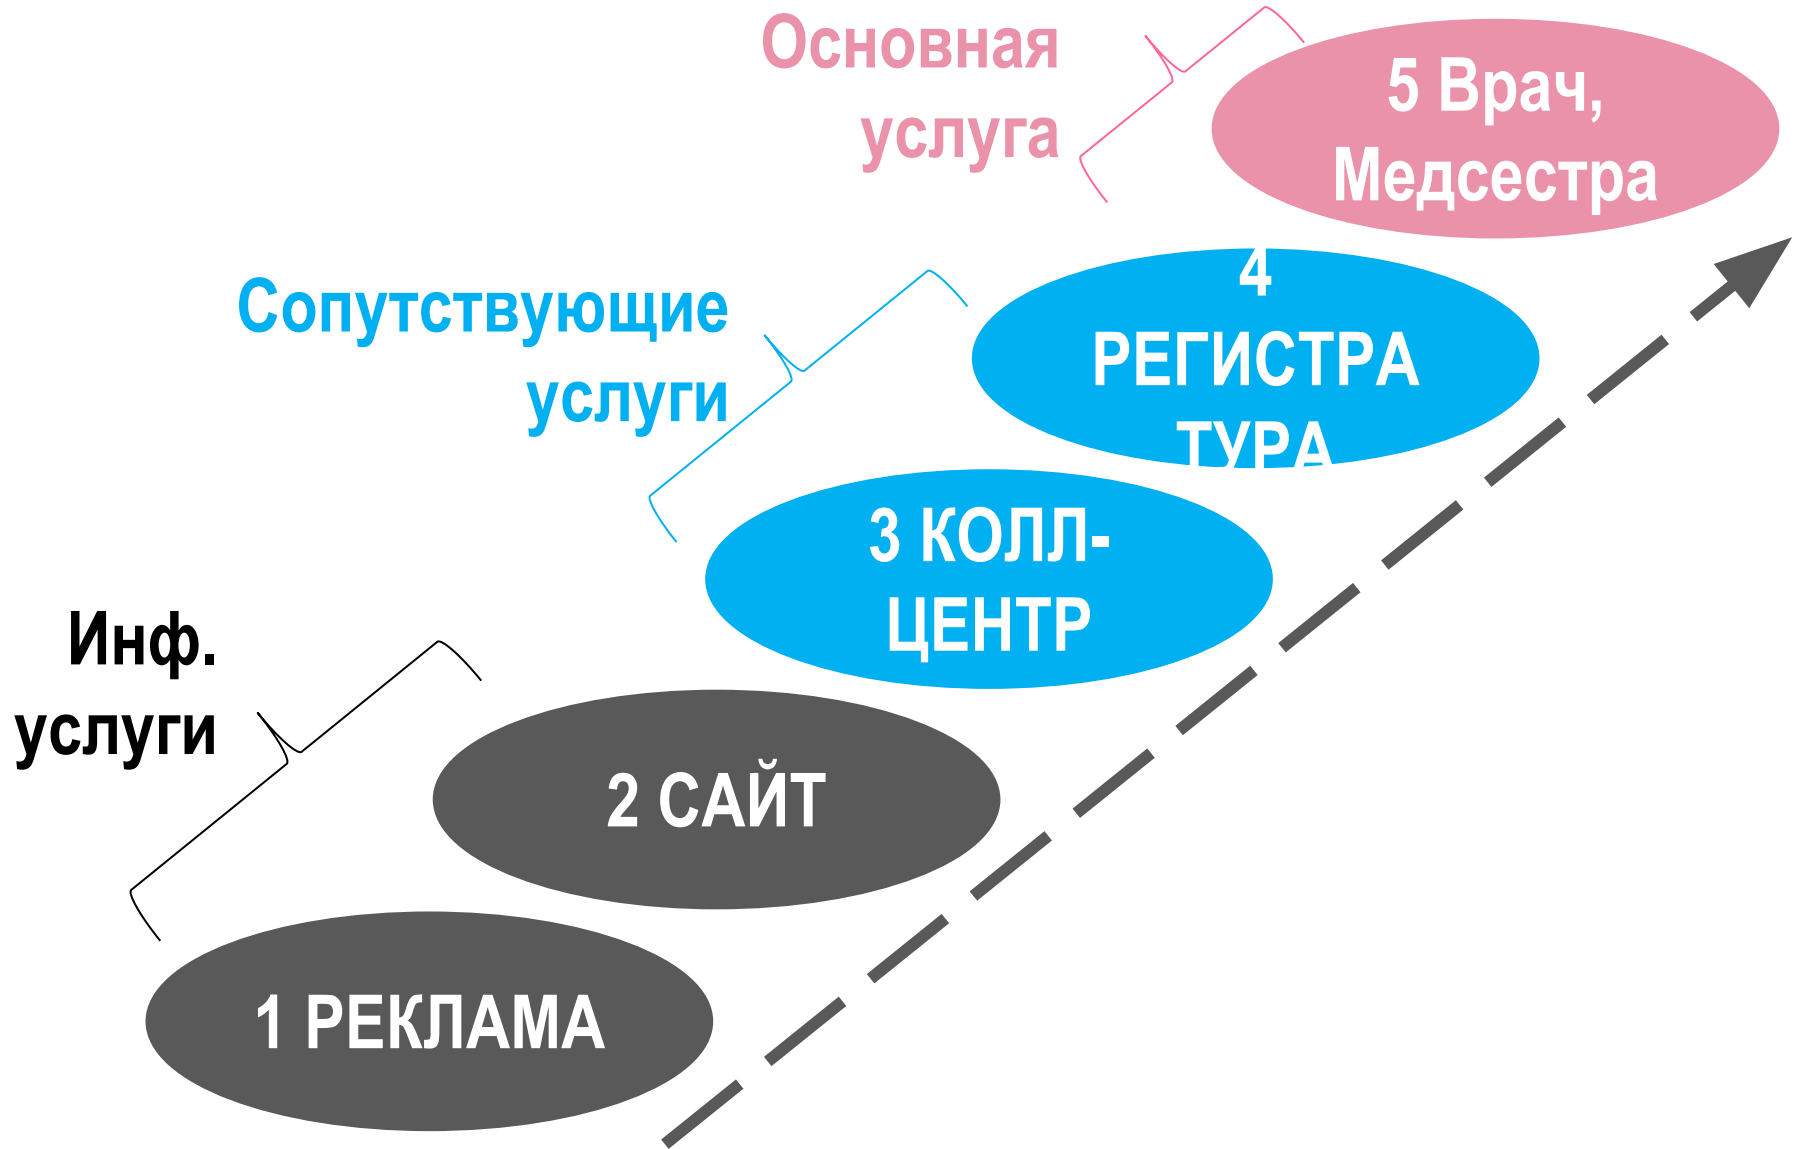 Основная
услуга
5 Врач,
Медсестра
Сопутствующие
услуги
4
РЕГИСТРА
ТУРА
3 КОЛЛ-
ЦЕНТР
Инф.
услуги
2 САЙТ
1 РЕКЛАМА